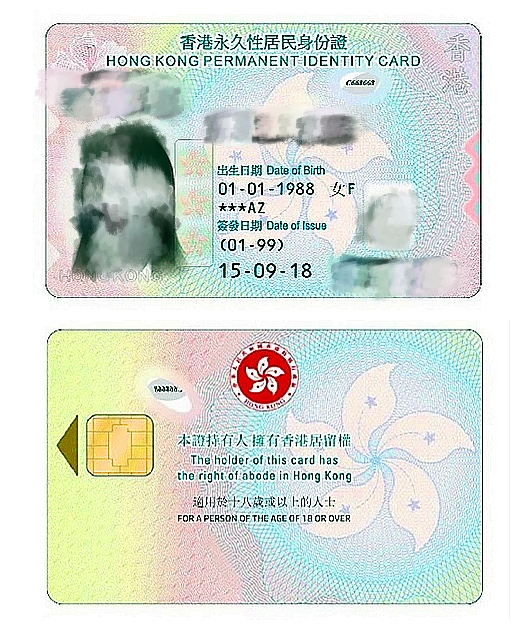 香港永久性居民身份證
HONG KONG PERMANENT IDENTITY CARD
香港
出生日期 Date of Birth
01-01-1988 女F
***AZ
簽發日期 Date of Issue
(01-99)
15-09-18
HONG KONG
HONG KONG
本證持有人擁有香港居留權
The holder of this card has
the right of abode in Hong Kong
適用於十八歲或以上的人士
FOR A PERSON OF THE AGE OF 18 OR OVER